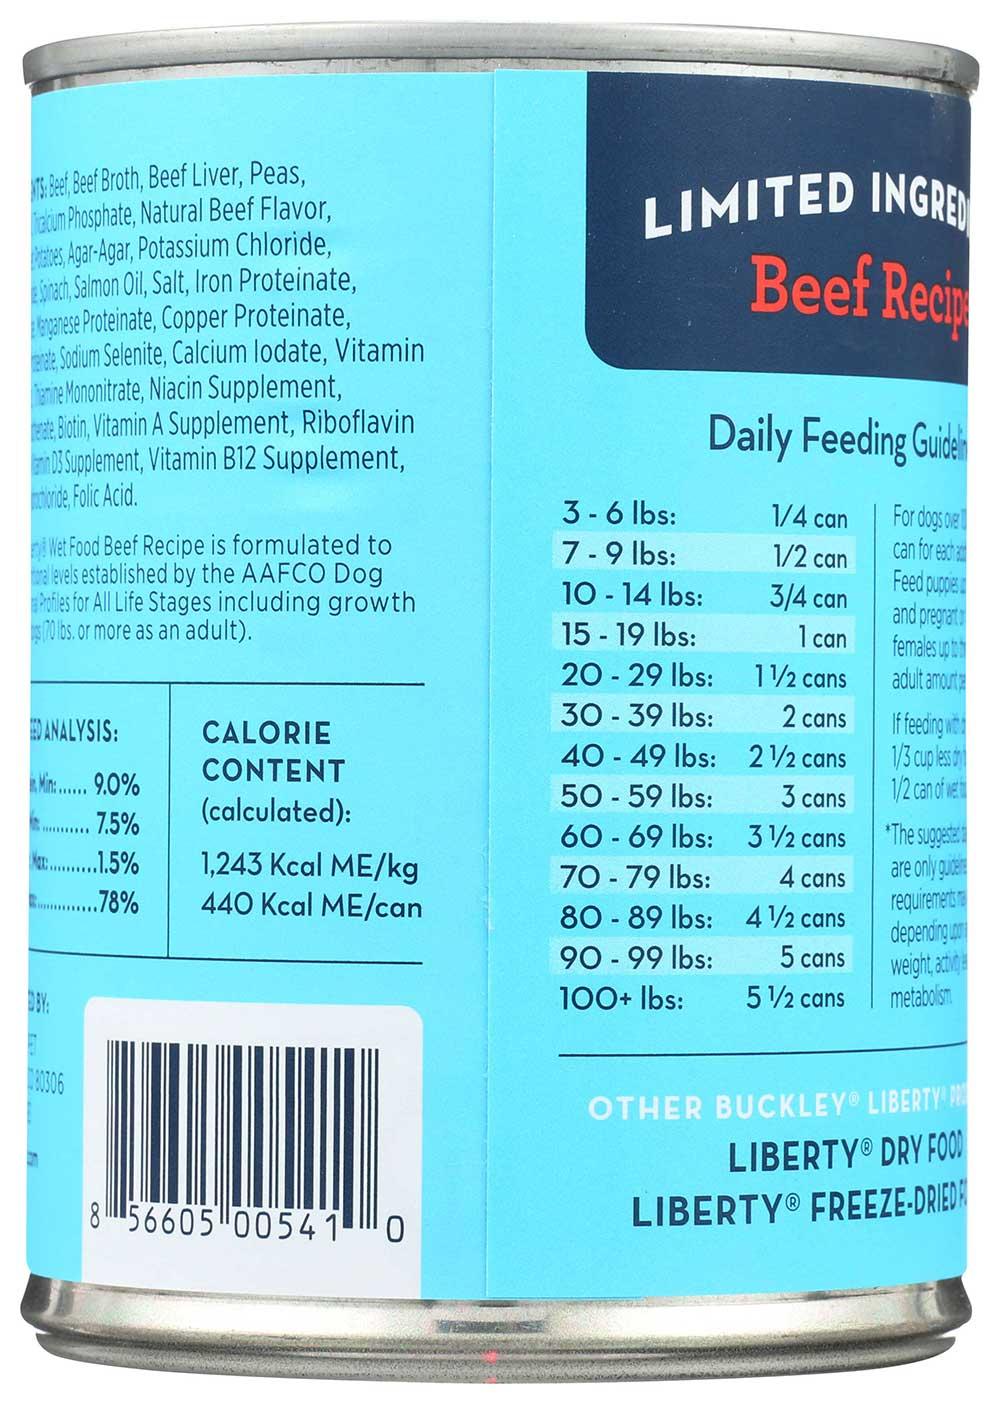 Beef, Beef Broth, Beef Liver, Peas,
Tricalcium Phosphate, Natural Beef Flavor,
Potatoes, Agar-Agar, Potassium Chloride,
Spinach, Salmon Oil, Salt, Iron Proteinate,
Manganese Proteinate, Copper Proteinate,
Sodium Selenite, Calcium Iodate, Vitamin
Thiamine Mononitrate, Niacin Supplement,
Biotin, Vitamin A Supplement, Riboflavin
D3 Supplement, Vitamin B12 Supplement,
Folic Acid.
Wet Food Beef Recipe is formulated to
levels established by the AAFCO Dog
Profiles for All Life Stages including growth
(70 lbs. or more as an adult).
ANALYSIS:
Min:...... 9.0%
........... 7.5%
Max:..........1.5%
.............78%
CALORIE
CONTENT
(calculated):
1,243 Kcal ME/kg
440 Kcal ME/can
BY:
80306
8 56605 00541 0
LIMITED
Beef Recipe
Daily Feeding
3 - 6 lbs: 1/4 can
7 - 9 lbs: 1/2 can
10 - 14 lbs: 3/4 can
15 - 19 lbs: 1 can
20 - 29 lbs: 1 1/2 cans
30 - 39 lbs: 2 cans
40 - 49 lbs: 2 1/2 cans
50 - 59 lbs: 3 cans
60 - 69 lbs: 3 1/2 cans
70 - 79 lbs: 4 cans
80 - 89 lbs: 4 1/2 cans
90 - 99 lbs: 5 cans
100+ lbs: 5 1/2 cans
For dogs over
can for each
Feed puppies
and pregnant
females up to
adult amount
If feeding with
1/3 cup less dry
1/2 can of wet
*The suggested
are only
requirements
depending upon
weight, activity
metabolism.
OTHER BUCKLEY® LIBERTY®
LIBERTY® DRY FOOD
LIBERTY® FREEZE-DRIED